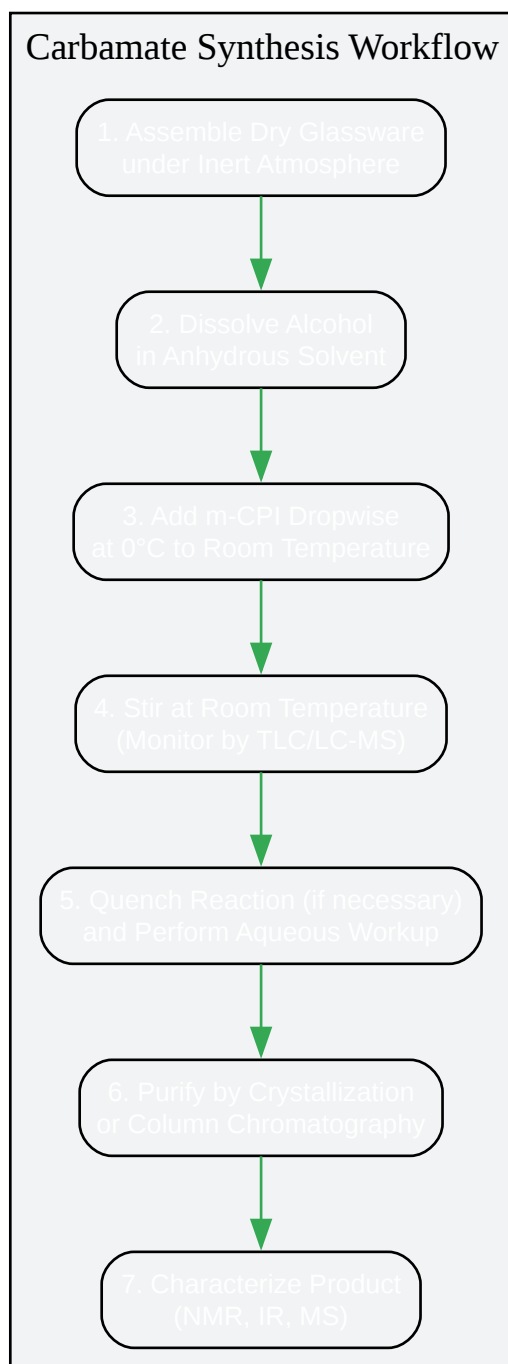 Carbamate Synthesis Workflow
1. Assemble Dry Glassware
under Inert Atmosphere
2. Dissolve Alcohol
in Anhydrous Solvent
3. Add m-CPI Dropwise
at 0°C to Room Temperature
4. Stir at Room Temperature
(Monitor by TLC/LC-MS)
5. Quench Reaction (if necessary)
and Perform Aqueous Workup
6. Purify by Crystallization
or Column Chromatography
7. Characterize Product
(NMR, IR, MS)